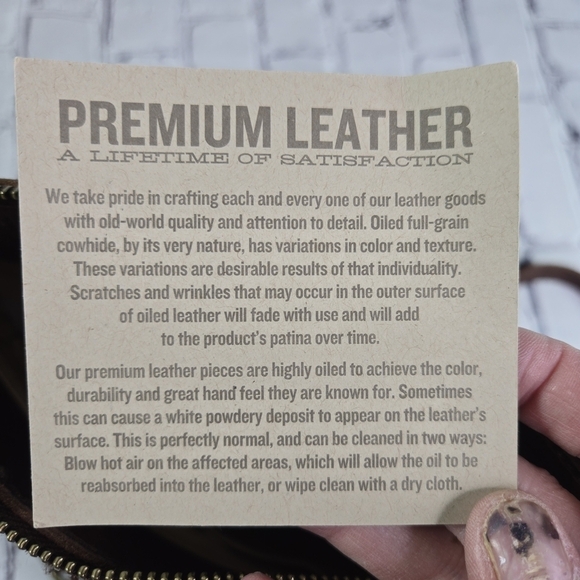 PREMIUM LEATHER
A LIFETIME OF SATISFACTION
We take pride in crafting each and every one of our leather goods
with old-world quality and attention to detail. Oiled full-grain
cowhide, by its very nature, has variations in color and texture.
These variations are desirable results of that individuality.
Scratches and wrinkles that may occur in the outer surface
of oiled leather will fade with use and will add
to the product's patina over time.
Our premium leather pieces are highly oiled to achieve the color,
durability and great hand feel they are known for. Sometimes
this can cause a white powdery deposit to appear on the leather's
surface. This is perfectly normal, and can be cleaned in two ways:
Blow hot air on the affected areas, which will allow the oil to be
reabsorbed into the leather, or wipe clean with a dry cloth.